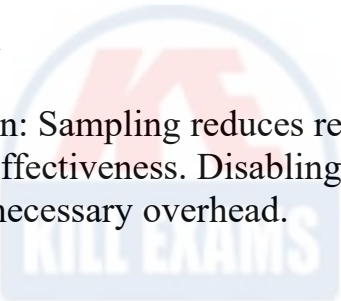 n: Sampling reduces re
ffectiveness. Disabling
necessary overhead.
KILL EXAMS